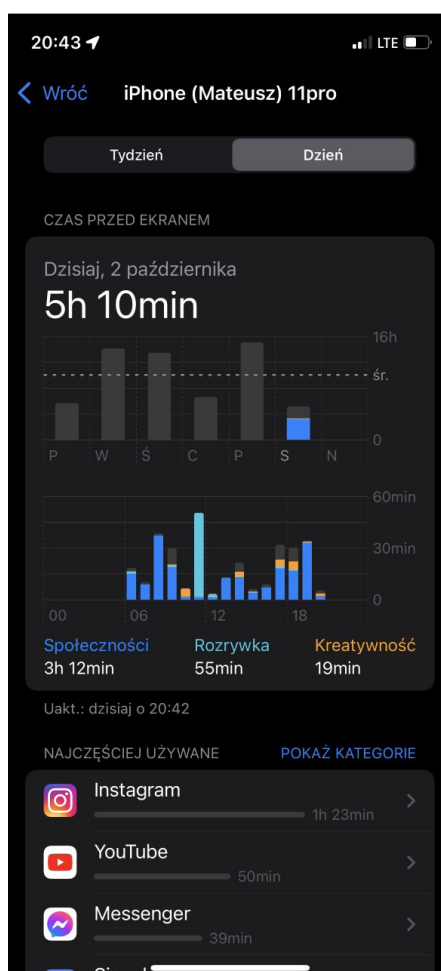 20:43
LTE
Wróć iPhone (Mateusz) 11pro
Tydzień Dzień
CZAS PRZED EKRANEM
Dzisiaj, 2 października
5h 10min
16h
śr.
0
P W Ś C P S N
60min
30min
0
00 06 12 18
Społeczności Rozrywka Kreatywność
3h 12min 55min 19min
Uakt.: dzisiaj o 20:42
NAJCZĘŚCIEJ UŻYWANE POKAŻ KATEGORIE
Instagram
1h 23min
YouTube
50min
Messenger
39min